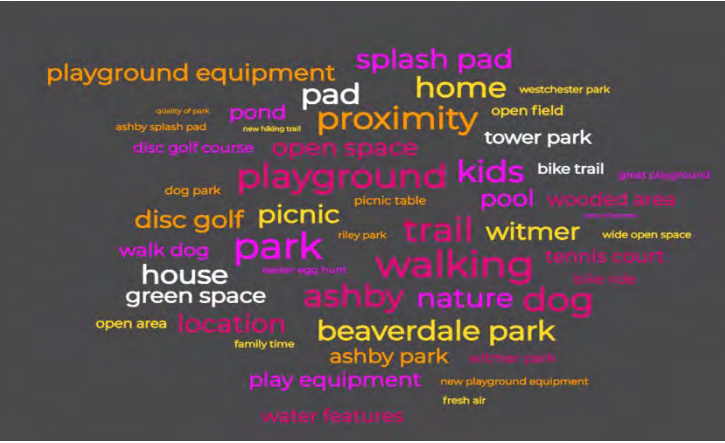 splash pad
playground equipment
home
westchester park
pad
quality of park
pond
proximity
open field
ashby splash pad
new hiking trail
tower park
disc golf course
open space
playground
kids
bike trail
great playground
dog park
picnic table
pool
wooded area
disc golf
picnic
trail
witmer
wide open space
riley park
walk dog
park
tennis court
easter egg hunt
walking
house
bike ride
green space
ashby
nature
dog
open area
location
beaverdale park
family time
ashby park
witmer park
play equipment
new playground equipment
fresh air
water features